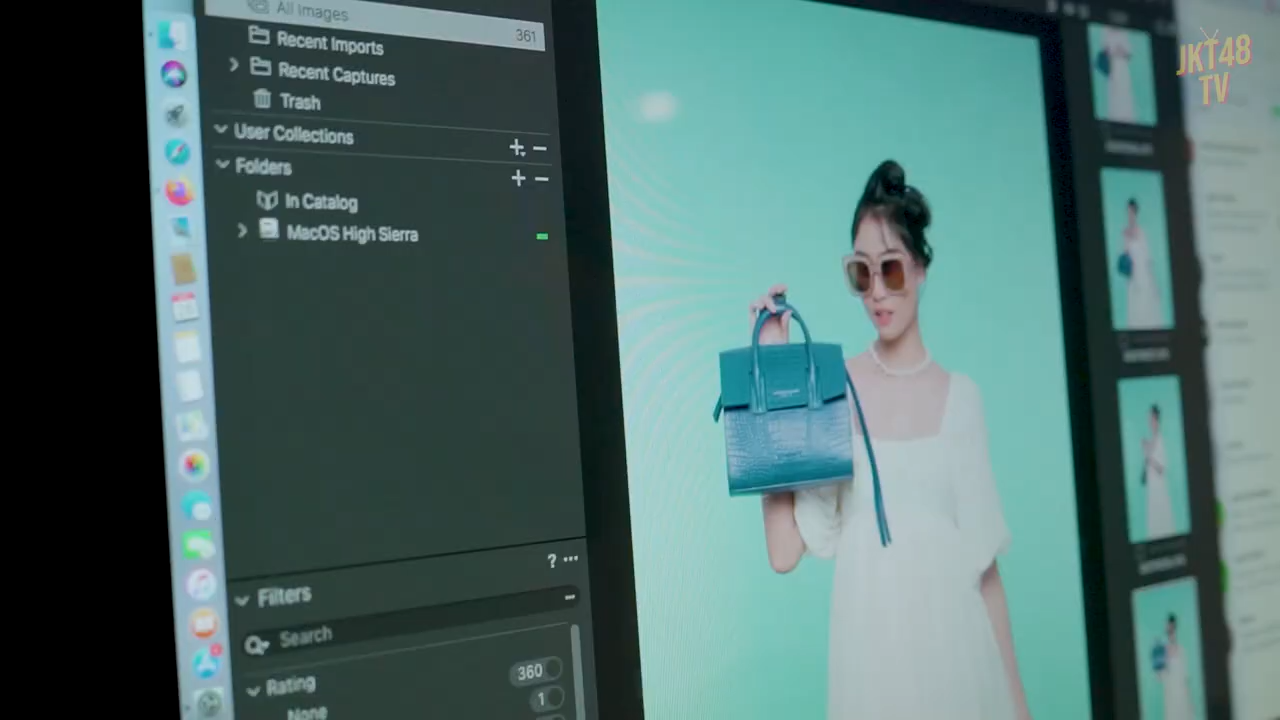 All Images
361
Recent Imports
Recent Captures
Trash
User Collections
Folders
In Catalog
MacOS High Sierra
? ...
Filters
Search
Rating
360
None
1
JKT48
TV